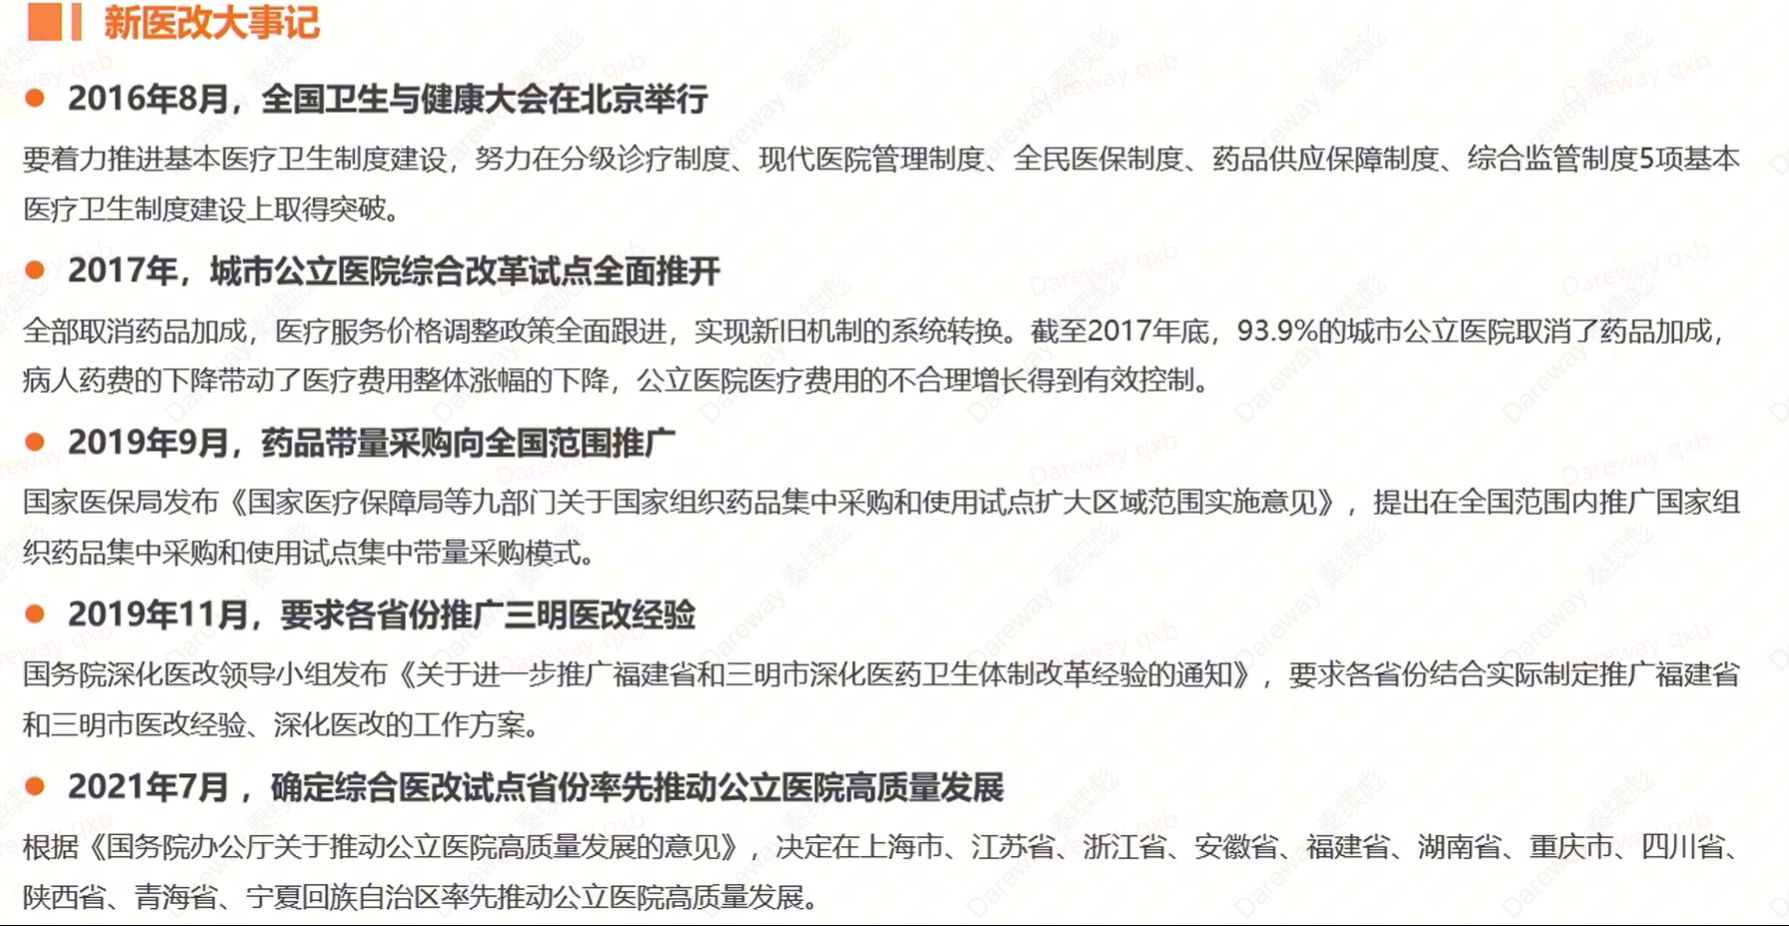 新医改大事记
2016年8月，全国卫生与健康大会在北京举行
要着力推进基本医疗卫生制度建设，努力在分级诊疗制度、现代医院管理制度、全民医保制度、药品供应保障制度、综合监管制度5项基本
医疗卫生制度建设上取得突破。
2017年，城市公立医院综合改革试点全面推开
全部取消药品加成，医疗服务价格调整政策全面跟进，实现新旧机制的系统转换。截至2017年底，93.9%的城市公立医院取消了药品加成，
病人药费的下降带动了医疗费用整体涨幅的下降，公立医院医疗费用的不合理增长得到有效控制。
2019年9月，药品带量采购向全国范围推广
国家医保局发布《国家医疗保障局等九部门关于国家组织药品集中采购和使用试点扩大区域范围实施意见》，提出在全国范围内推广国家组
织药品集中采购和使用试点集中带量采购模式。
2019年11月，要求各省份推广三明医改经验
国务院深化医改领导小组发布《关于进一步推广福建省和三明市深化医药卫生体制改革经验的通知》，要求各省份结合实际制定推广福建省
和三明市医改经验、深化医改的工作方案。
2021年7月，确定综合医改试点省份率先推动公立医院高质量发展
根据《国务院办公厅关于推动公立医院高质量发展的意见》，决定在上海市、江苏省、浙江省、安徽省、福建省、湖南省、重庆市、四川省、
陕西省、青海省、宁夏回族自治区率先推动公立医院高质量发展。
Dareway qxb
Dareway 秦续彪